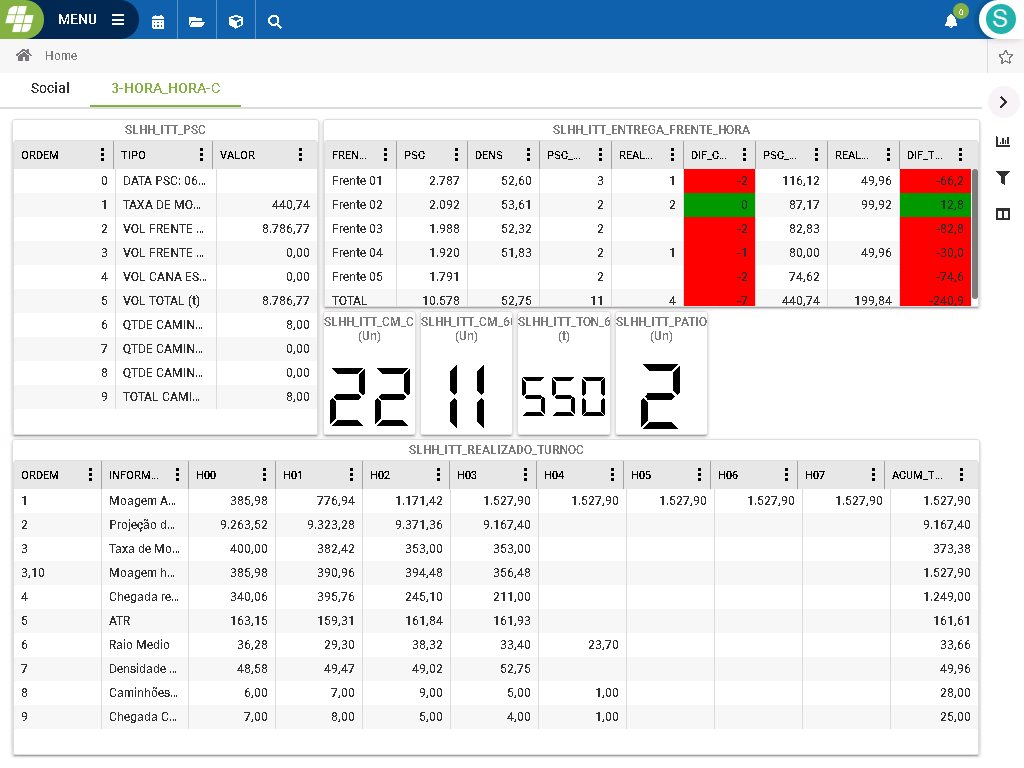 MENU
0
S
Home
Social 3-HORA_HORA-C
SLHH_ITT_PSC
ORDEM TIPO VALOR
0 DATA PSC: 06...
1 TAXA DE MO... 440,74
2 VOL FRENTE ... 8.786,77
3 VOL FRENTE ... 0,00
4 VOL CANA ES... 0,00
5 VOL TOTAL (t) 8.786,77
6 QTDE CAMIN... 8,00
7 QTDE CAMIN... 0,00
8 QTDE CAMIN... 0,00
9 TOTAL CAMI... 8,00
SLHH_ITT_ENTREGA_FRENTE_HORA
FREN... PSC DENS PSC_... REAL... DIF_C... PSC_... REAL... DIF_T...
Frente 01 2.787 52,60 3 1 -2 116,12 49,96 -66,2
Frente 02 2.092 53,61 2 2 0 87,17 99,92 12,8
Frente 03 1.988 52,32 2 -2 82,83 -82,8
Frente 04 1.920 51,83 2 1 -1 80,00 49,96 -30,0
Frente 05 1.791 2 -2 74,62 -74,6
TOTAL 10.578 52,75 11 4 -7 440,74 199,84 -240,9
SLHH_ITT_CM_C
(Un)
22
SLHH_ITT_CM_6
(Un)
11
SLHH_ITT_TON_6
(t)
550
SLHH_ITT_PATIO
(Un)
2
SLHH_ITT_REALIZADO_TURNOC
ORDEM INFORM... H00 H01 H02 H03 H04 H05 H06 H07 ACUM_T...
1 Moagem A... 385,98 776,94 1.171,42 1.527,90 1.527,90 1.527,90 1.527,90 1.527,90 1.527,90
2 Projeção d... 9.263,52 9.323,28 9.371,36 9.167,40 9.167,40
3 Taxa de Mo... 400,00 382,42 353,00 353,00 373,38
3,10 Moagem h... 385,98 390,96 394,48 356,48 1.527,90
4 Chegada re... 340,06 395,76 245,10 211,00 1.249,00
5 ATR 163,15 159,31 161,84 161,93 161,61
6 Raio Medio 36,28 29,30 38,32 33,40 23,70 33,66
7 Densidade ... 48,58 49,47 49,02 52,75 49,96
8 Caminhões... 6,00 7,00 9,00 5,00 1,00 28,00
9 Chegada C... 7,00 8,00 5,00 4,00 1,00 25,00